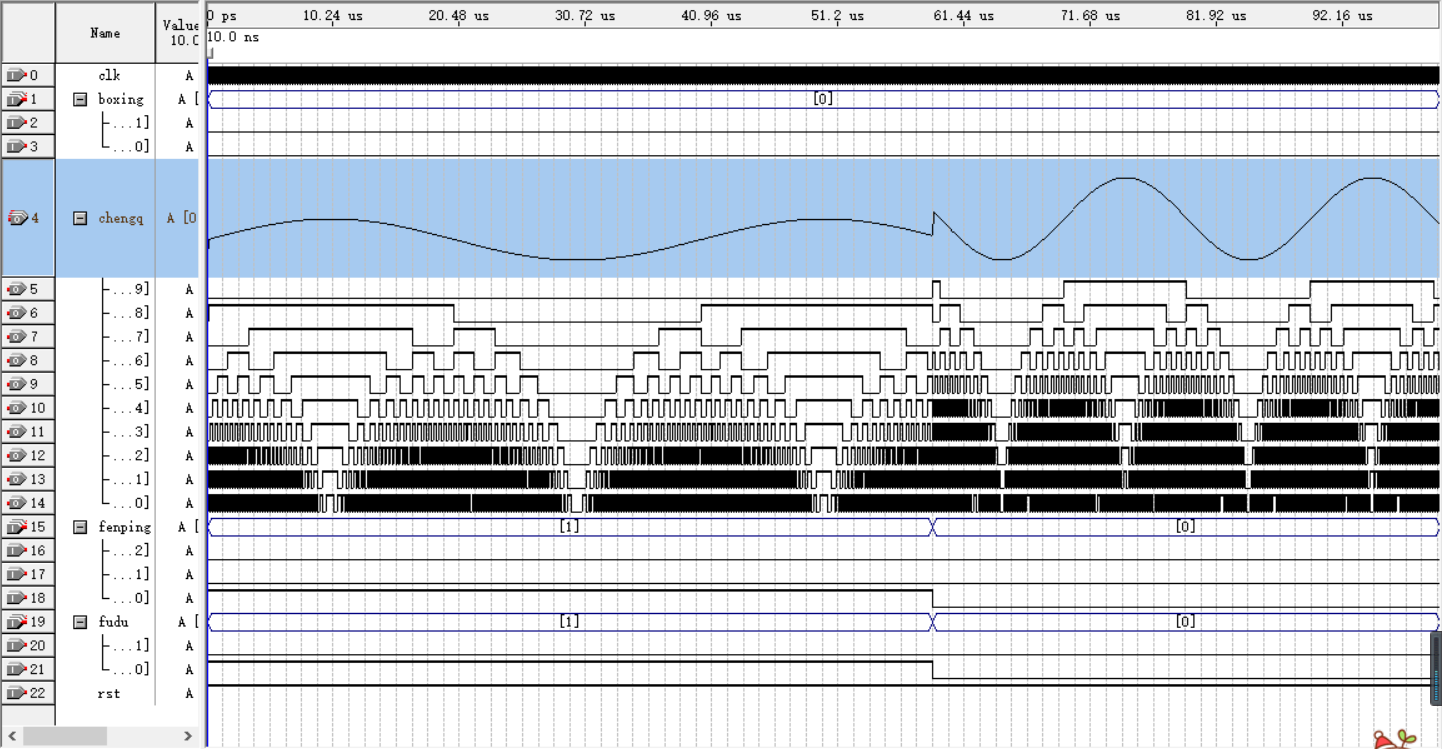 0 ps 10.24 us 20.48 us 30.72 us 40.96 us 51.2 us 61.44 us 71.68 us 81.92 us 92.16 us
Name Value 10.0
10.0 ns
0 clk A
1 boxing A [ [0]
2 ...1] A
3 ...0] A
4 chengq A [0
5 ...9] A
6 ...8] A
7 ...7] A
8 ...6] A
9 ...5] A
10 ...4] A
11 ...3] A
12 ...2] A
13 ...1] A
14 ...0] A
15 fenping A [ [1] [0]
16 ...2] A
17 ...1] A
18 ...0] A
19 fudu A [ [1] [0]
20 ...1] A
21 ...0] A
22 rst A